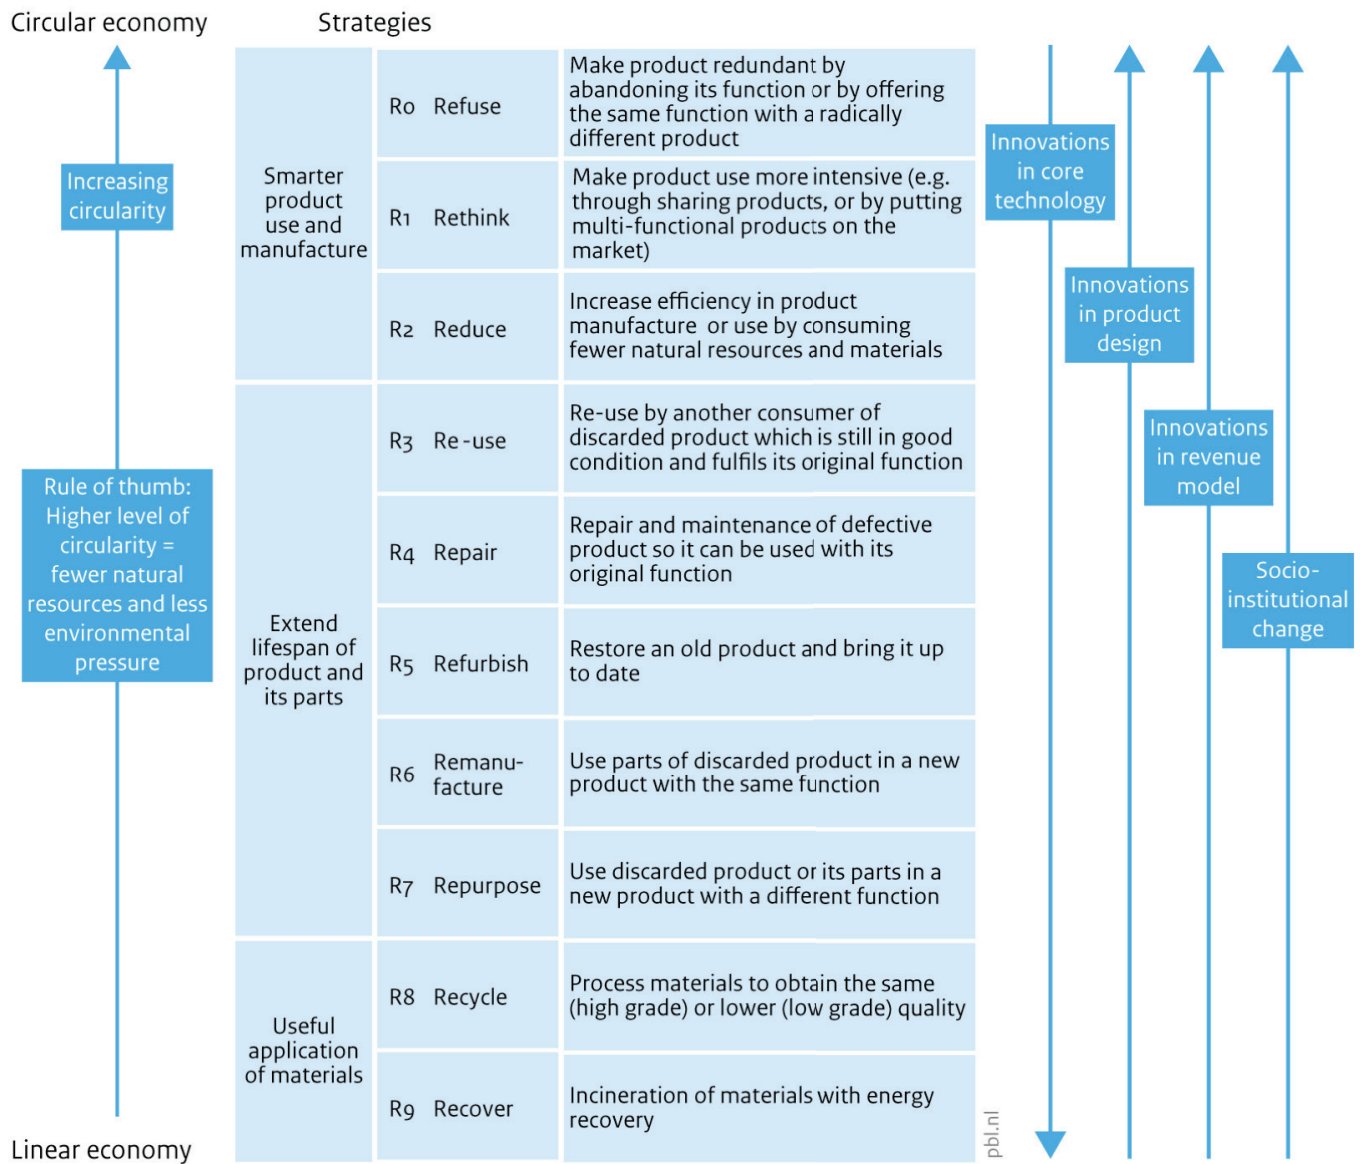 Circular economy
Strategies
Increasing
circularity
Rule of thumb:
Higher level of
circularity =
fewer natural
resources and less
environmental
pressure
Linear economy
Smarter
product
use and
manufacture
R0 Refuse
Make product redundant by
abandoning its function or by offering
the same function with a radically
different product
R1 Rethink
Make product use more intensive (e.g.
through sharing products, or by putting
multi-functional products on the
market)
R2 Reduce
Increase efficiency in product
manufacture or use by consuming
fewer natural resources and materials
Extend
lifespan of
product and
its parts
R3 Re-use
Re-use by another consumer of
discarded product which is still in good
condition and fulfils its original function
R4 Repair
Repair and maintenance of defective
product so it can be used with its
original function
R5 Refurbish
Restore an old product and bring it up
to date
R6 Remanu-
facture
Use parts of discarded product in a new
product with the same function
R7 Repurpose
Use discarded product or its parts in a
new product with a different function
Useful
application
of materials
R8 Recycle
Process materials to obtain the same
(high grade) or lower (low grade) quality
R9 Recover
Incineration of materials with energy
recovery
pbl.nl
Innovations
in core
technology
Innovations
in product
design
Innovations
in revenue
model
Socio-
institutional
change